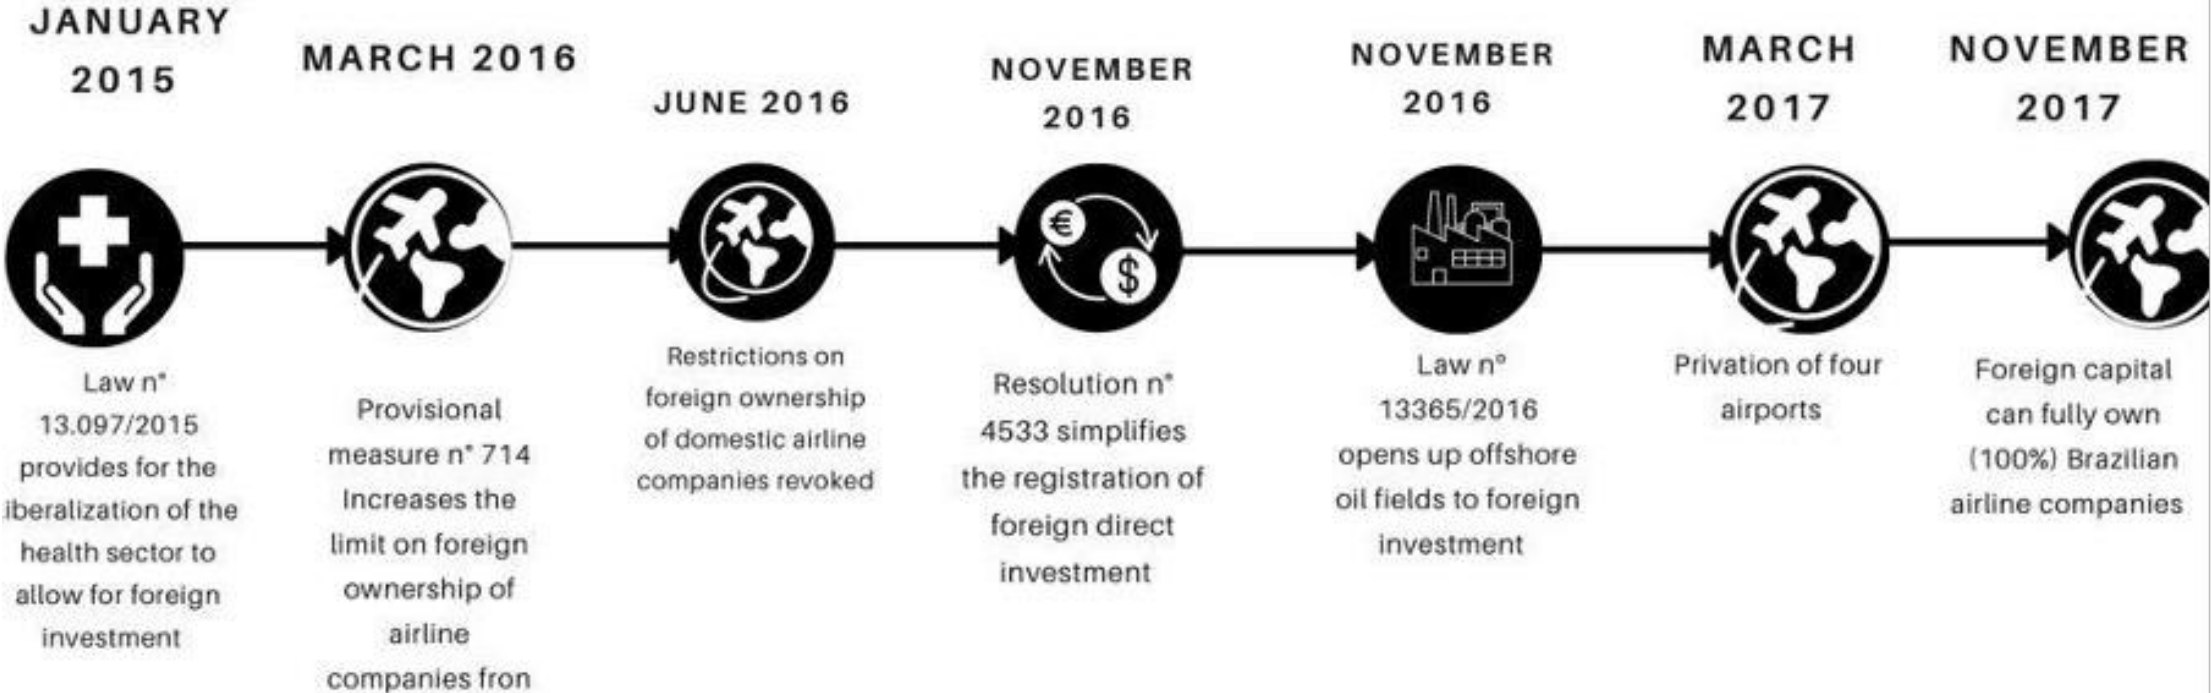 JANUARY
2015
Law n°
13.097/2015
provides for the
iberalization of the
health sector to
allow for foreign
investment
MARCH 2016
Provisional
measure n° 714
Increases the
limit on foreign
ownership of
airline
companies fron
JUNE 2016
Restrictions on
foreign ownership
of domestic airline
companies revoked
NOVEMBER
2016
€
$
Resolution n°
4533 simplifies
the registration of
foreign direct
investment
NOVEMBER
2016
Law nº
13365/2016
opens up offshore
oil fields to foreign
investment
MARCH
2017
Privation of four
airports
NOVEMBER
2017
Foreign capital
can fully own
(100%) Brazilian
airline companies